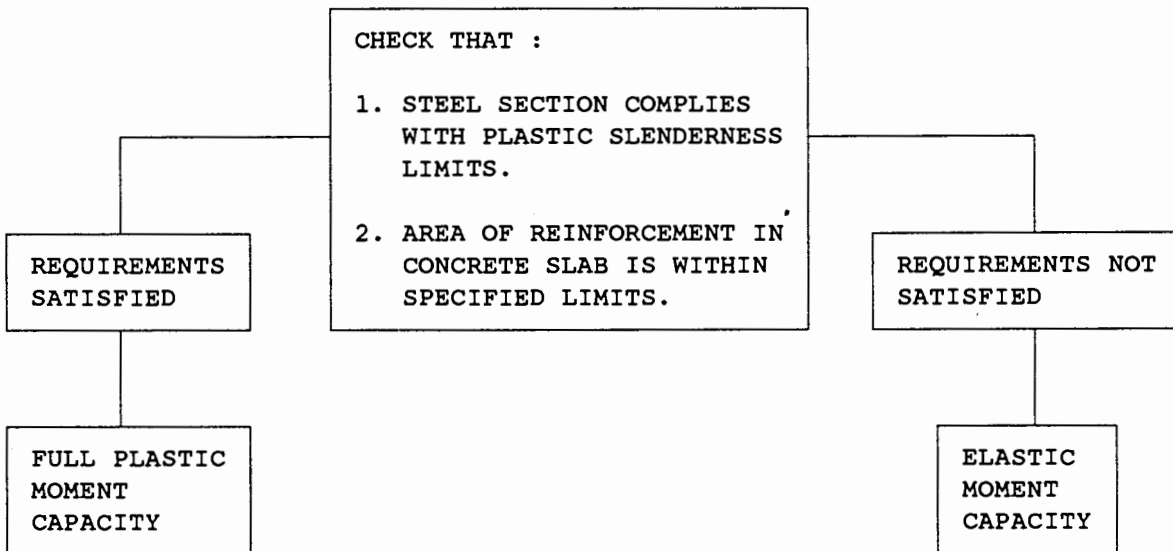 CHECK THAT :
1. STEEL SECTION COMPLIES
WITH PLASTIC SLENDERNESS
LIMITS.
2. AREA OF REINFORCEMENT IN
CONCRETE SLAB IS WITHIN
SPECIFIED LIMITS.
REQUIREMENTS
SATISFIED
REQUIREMENTS NOT
SATISFIED
FULL PLASTIC
MOMENT
CAPACITY
ELASTIC
MOMENT
CAPACITY